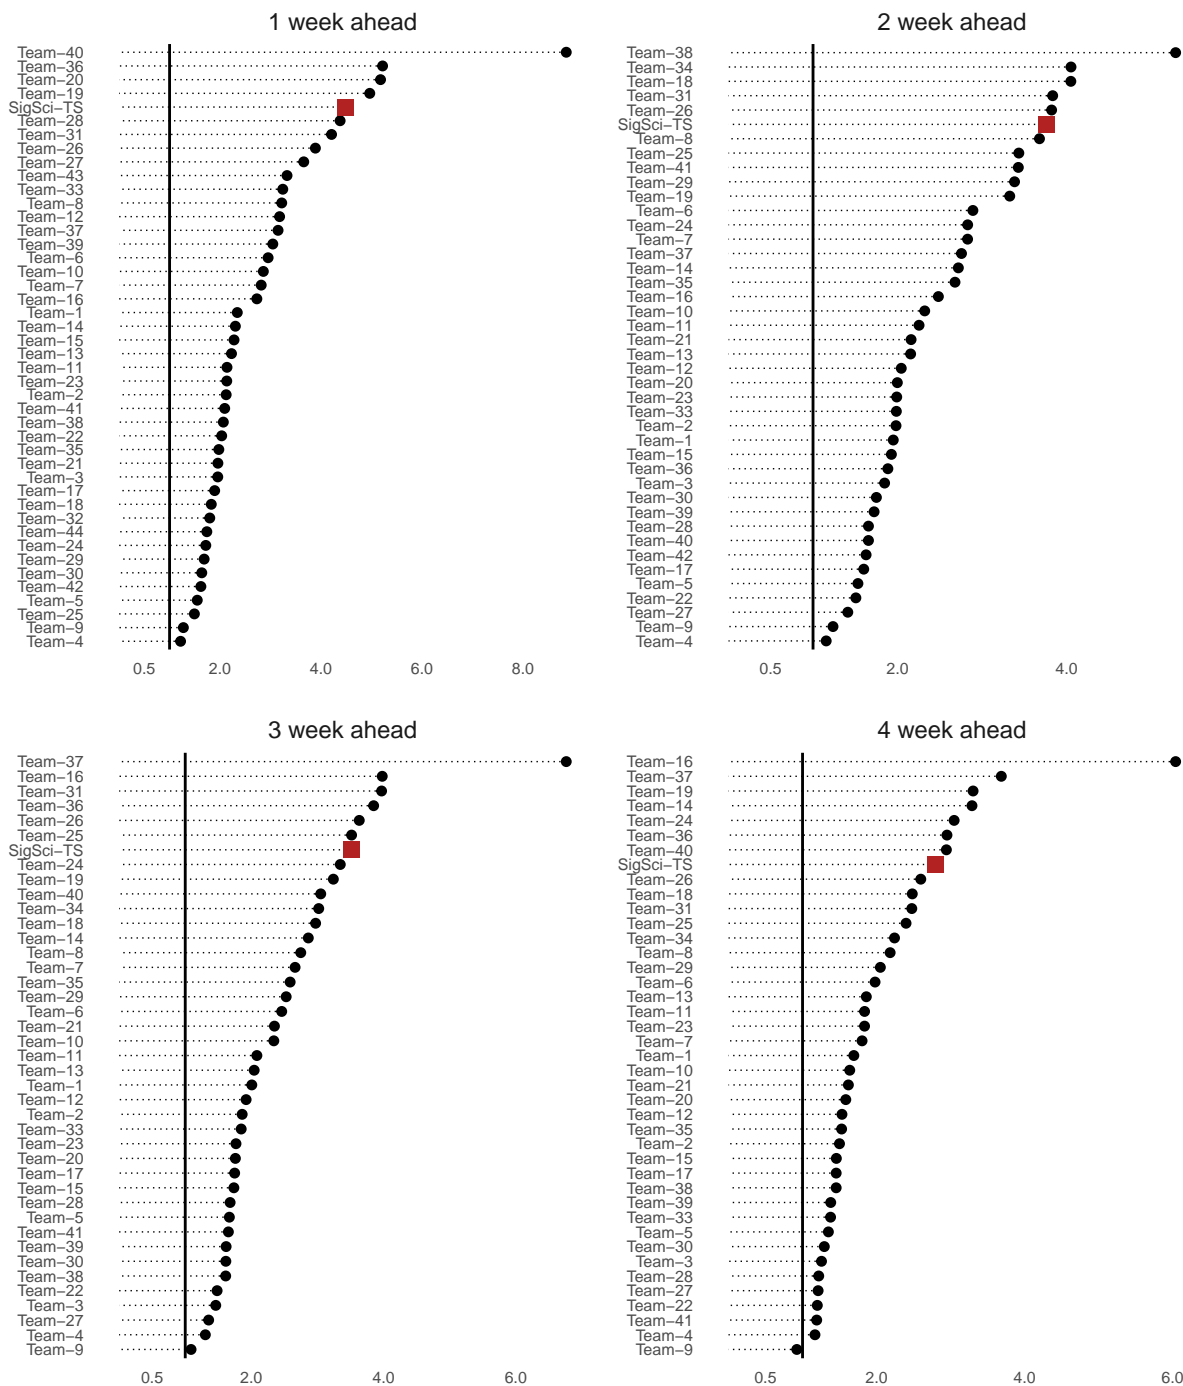 1 week ahead
Team−40
Team−36
Team−20
Team−19
SigSci−TS
Team−28
Team−31
Team−26
Team−27
Team−43
Team−33
Team−8
Team−12
Team−37
Team−39
Team−6
Team−10
Team−7
Team−16
Team−1
Team−14
Team−15
Team−13
Team−11
Team−23
Team−2
Team−41
Team−38
Team−22
Team−35
Team−21
Team−3
Team−17
Team−18
Team−32
Team−44
Team−24
Team−29
Team−30
Team−42
Team−5
Team−25
Team−9
Team−4
0.5 2.0 4.0 6.0 8.0
2 week ahead
Team−38
Team−34
Team−18
Team−31
Team−26
SigSci−TS
Team−8
Team−25
Team−41
Team−29
Team−19
Team−6
Team−24
Team−7
Team−37
Team−14
Team−35
Team−16
Team−10
Team−11
Team−21
Team−13
Team−12
Team−20
Team−23
Team−33
Team−2
Team−1
Team−15
Team−36
Team−3
Team−30
Team−39
Team−28
Team−40
Team−42
Team−17
Team−5
Team−22
Team−27
Team−9
Team−4
0.5 2.0 4.0
3 week ahead
Team−37
Team−16
Team−31
Team−36
Team−26
Team−25
SigSci−TS
Team−24
Team−19
Team−40
Team−34
Team−18
Team−14
Team−8
Team−7
Team−35
Team−29
Team−6
Team−21
Team−10
Team−11
Team−13
Team−1
Team−12
Team−2
Team−33
Team−23
Team−20
Team−17
Team−15
Team−28
Team−5
Team−41
Team−39
Team−30
Team−38
Team−22
Team−3
Team−27
Team−4
Team−9
0.5 2.0 4.0 6.0
4 week ahead
Team−16
Team−37
Team−19
Team−14
Team−24
Team−36
Team−40
SigSci−TS
Team−26
Team−18
Team−31
Team−25
Team−34
Team−8
Team−29
Team−6
Team−13
Team−11
Team−23
Team−7
Team−1
Team−10
Team−21
Team−20
Team−12
Team−35
Team−2
Team−15
Team−17
Team−38
Team−39
Team−33
Team−5
Team−30
Team−3
Team−28
Team−27
Team−22
Team−41
Team−4
Team−9
0.5 2.0 4.0 6.0